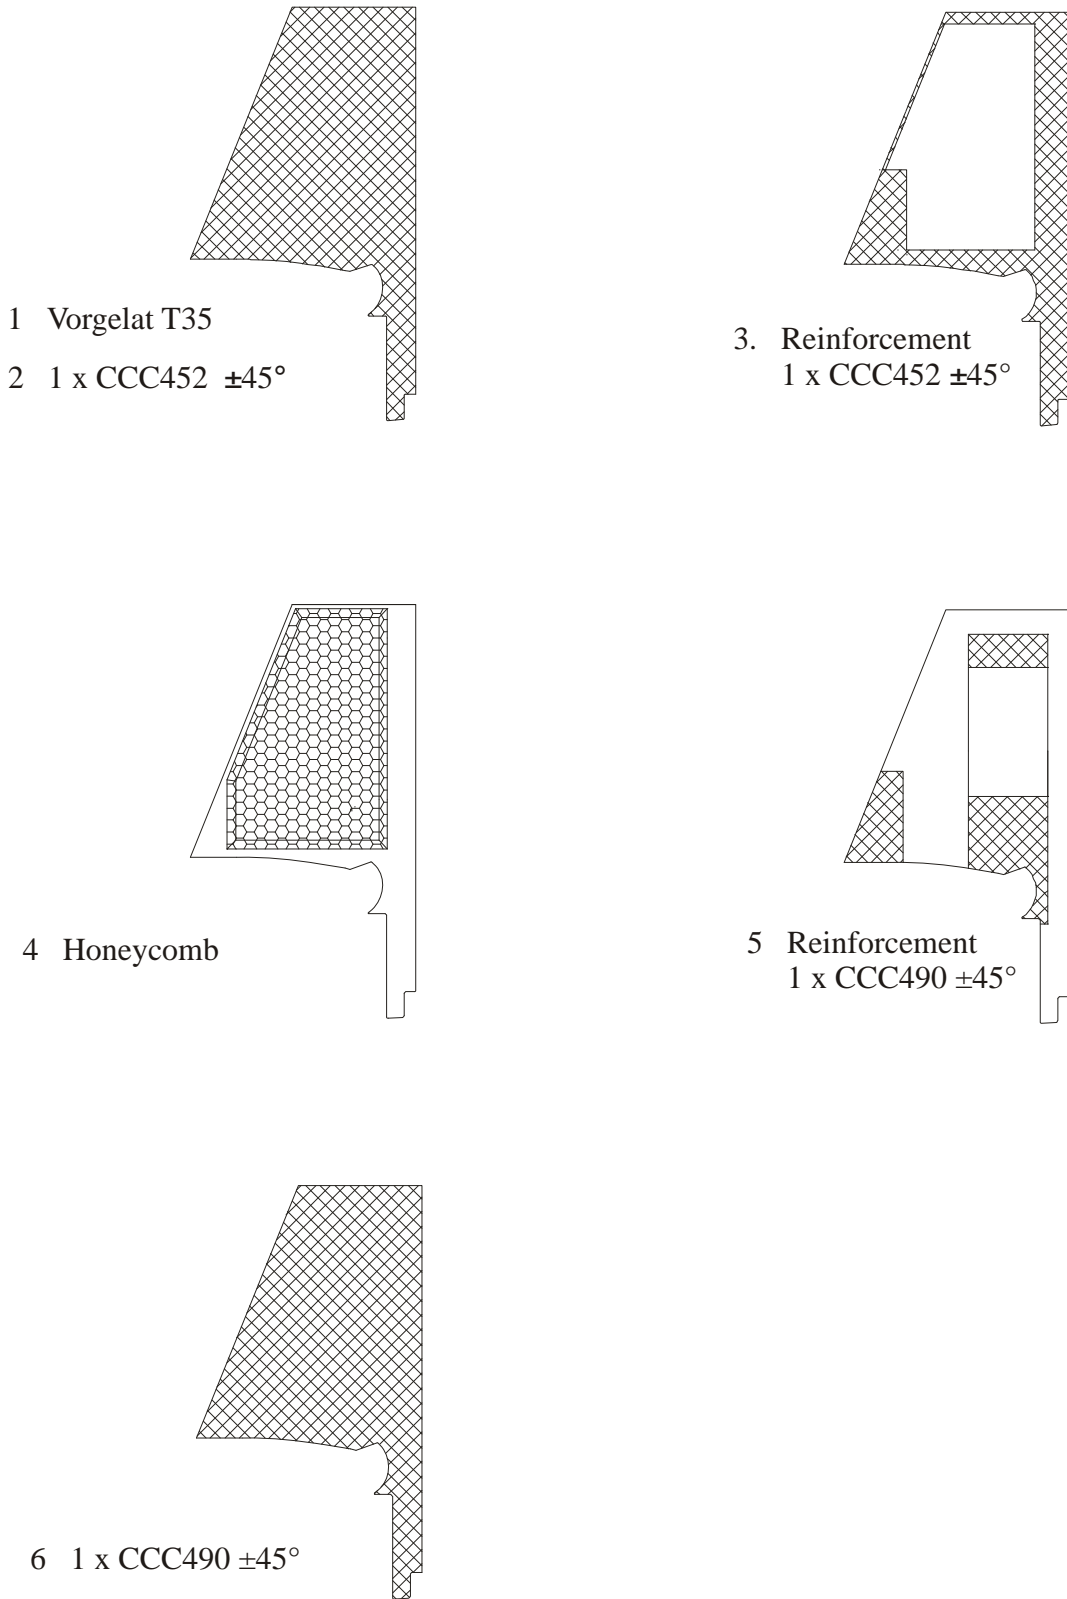 1 Vorgelat T35
2 1 x CCC452 ±45°
3. Reinforcement
1 x CCC452 ±45°
4 Honeycomb
5 Reinforcement
1 x CCC490 ±45°
6 1 x CCC490 ±45°